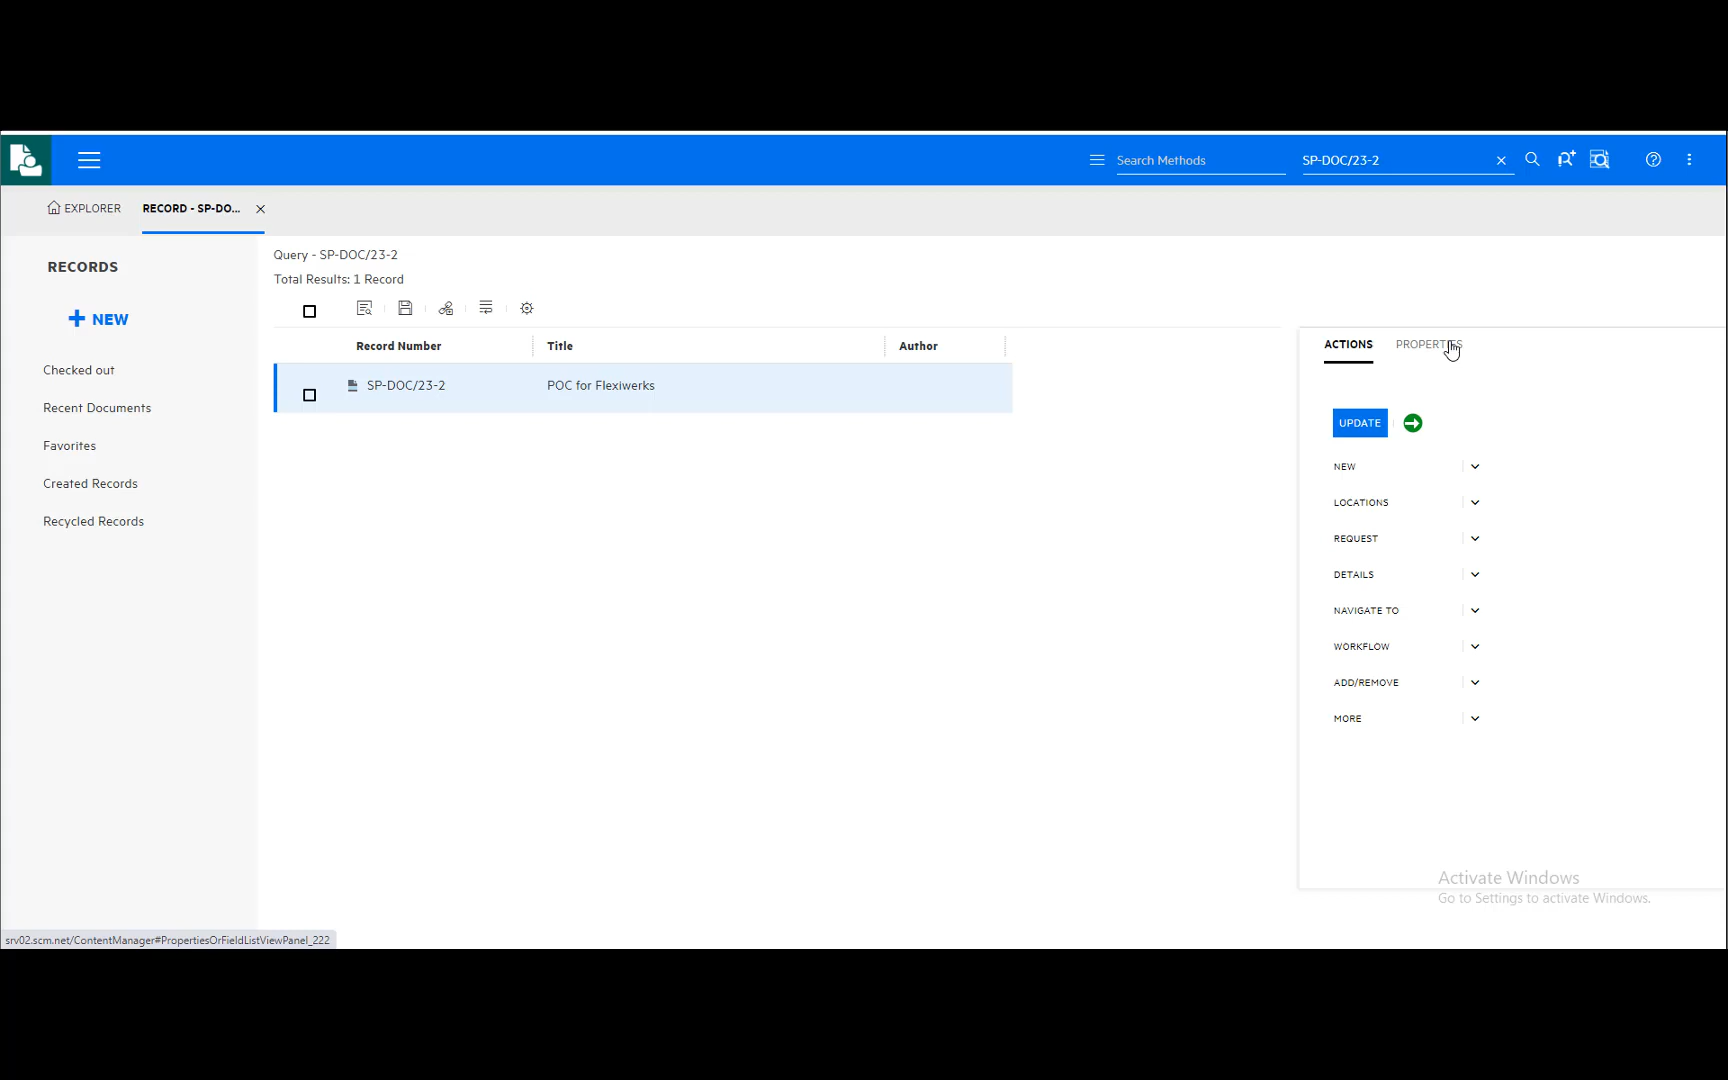 Search Methods
SP-DOC/23-2
EXPLORER
RECORD - SP-DO...
RECORDS
NEW
Checked out
Recent Documents
Favorites
Created Records
Recycled Records
Query - SP-DOC/23-2
Total Results: 1 Record
Record Number Title Author
SP-DOC/23-2 POC for Flexiwerks
ACTIONS PROPERTIES
UPDATE
NEW
LOCATIONS
REQUEST
DETAILS
NAVIGATE TO
WORKFLOW
ADD/REMOVE
MORE
Activate Windows
Go to Settings to activate Windows.
srv02.scm.net/ContentManager#PropertiesOrFieldListViewPanel_222